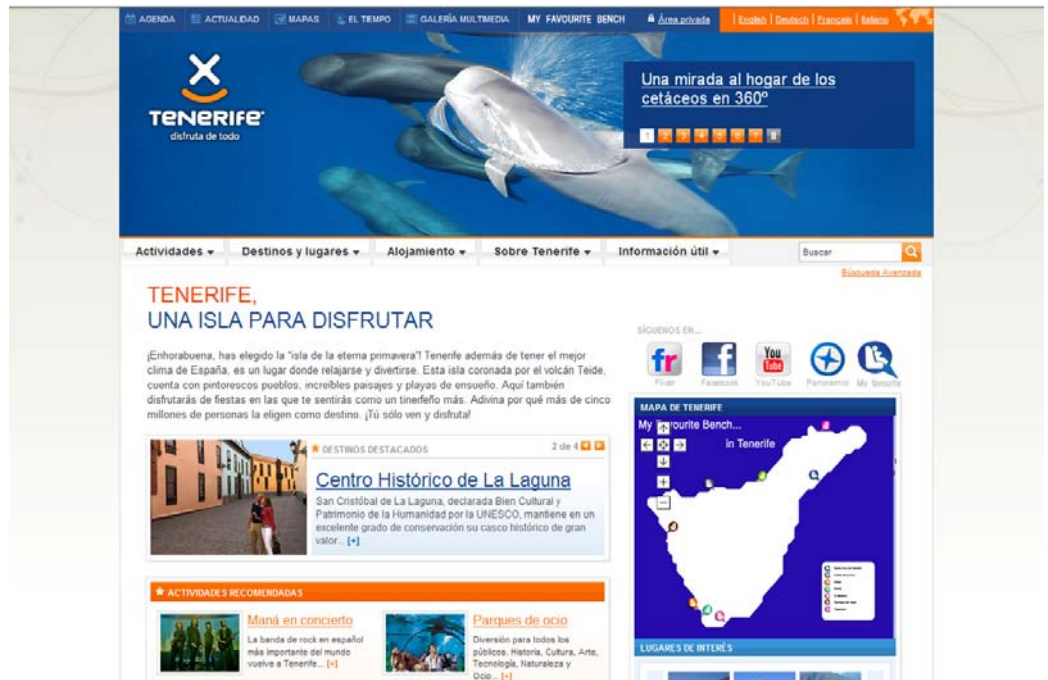 AGENDA ACTUALIDAD MAPAS EL TIEMPO GALERÍA MULTIMEDIA MY FAVOURITE BENCH Área privada | English | Deutsch | Français | Italiano
TENERIFE
disfruta de todo
Una mirada al hogar de los
cetáceos en 360º
1 2 3 4 5 6 7
Actividades Destinos y lugares Alojamiento Sobre Tenerife Información útil
Buscar
Búsqueda Avanzada
TENERIFE,
UNA ISLA PARA DISFRUTAR
¡Enhorabuena, has elegido la "isla de la eterna primavera"! Tenerife además de tener el mejor
clima de España, es un lugar donde relajarse y divertirse. Esta isla coronada por el volcán Teide,
cuenta con pintorescos pueblos, increíbles paisajes y playas de ensueño. Aquí también
disfrutarás de fiestas en las que te sentirás como un tinerfeño más. Adivina por qué más de cinco
millones de personas la eligen como destino. ¡Tú sólo ven y disfruta!
SÍGUENOS EN...
fr f You Tube
Flickr Facebook YouTube Panoramio My favourite
MAPA DE TENERIFE
My Favourite Bench...
in Tenerife
DESTINOS DESTACADOS
2 de 4
Centro Histórico de La Laguna
San Cristóbal de La Laguna, declarada Bien Cultural y
Patrimonio de la Humanidad por la UNESCO, mantiene en un
excelente grado de conservación su casco histórico de gran
valor... [+]
ACTIVIDADES RECOMENDADAS
Maná en concierto
La banda de rock en español
más importante del mundo
vuelve a Tenerife... [+]
Parques de ocio
Diversión para todos los
públicos. Historia, Cultura, Arte,
Tecnología, Naturaleza y
Ocio... [+]
LUGARES DE INTERÉS